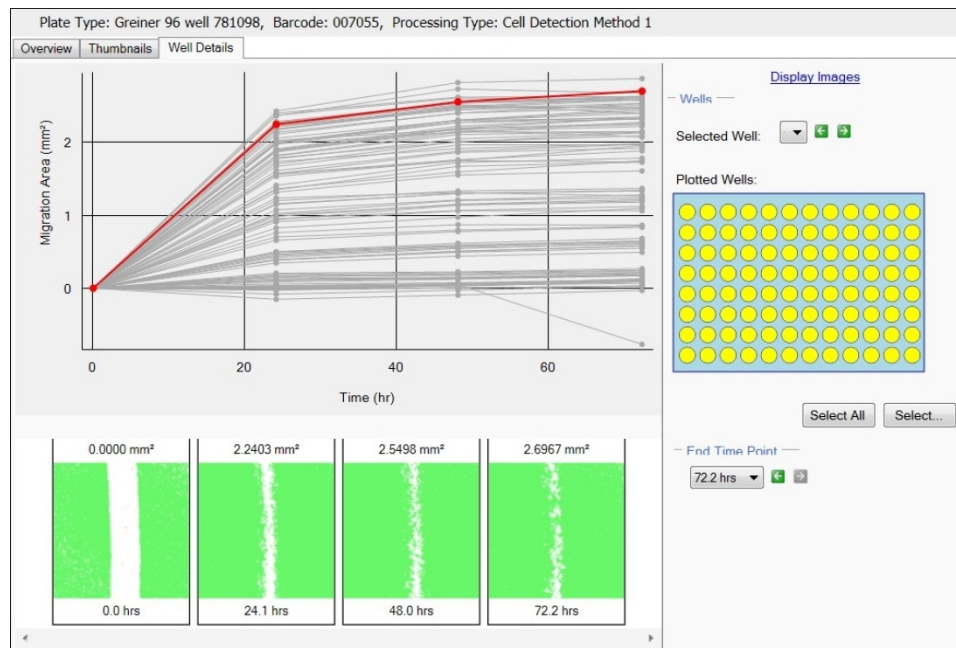 Plate Type: Greiner 96 well 781098, Barcode: 007055, Processing Type: Cell Detection Method 1
Overview Thumbnails Well Details
Migration Area (mm²)
2
1
0
0 20 40 60
Time (hr)
0.0000 mm² 2.2403 mm² 2.5498 mm² 2.6967 mm²
0.0 hrs 24.1 hrs 48.0 hrs 72.2 hrs
Display Images
Wells
Selected Well:
Plotted Wells:
Select All Select...
End Time Point
72.2 hrs